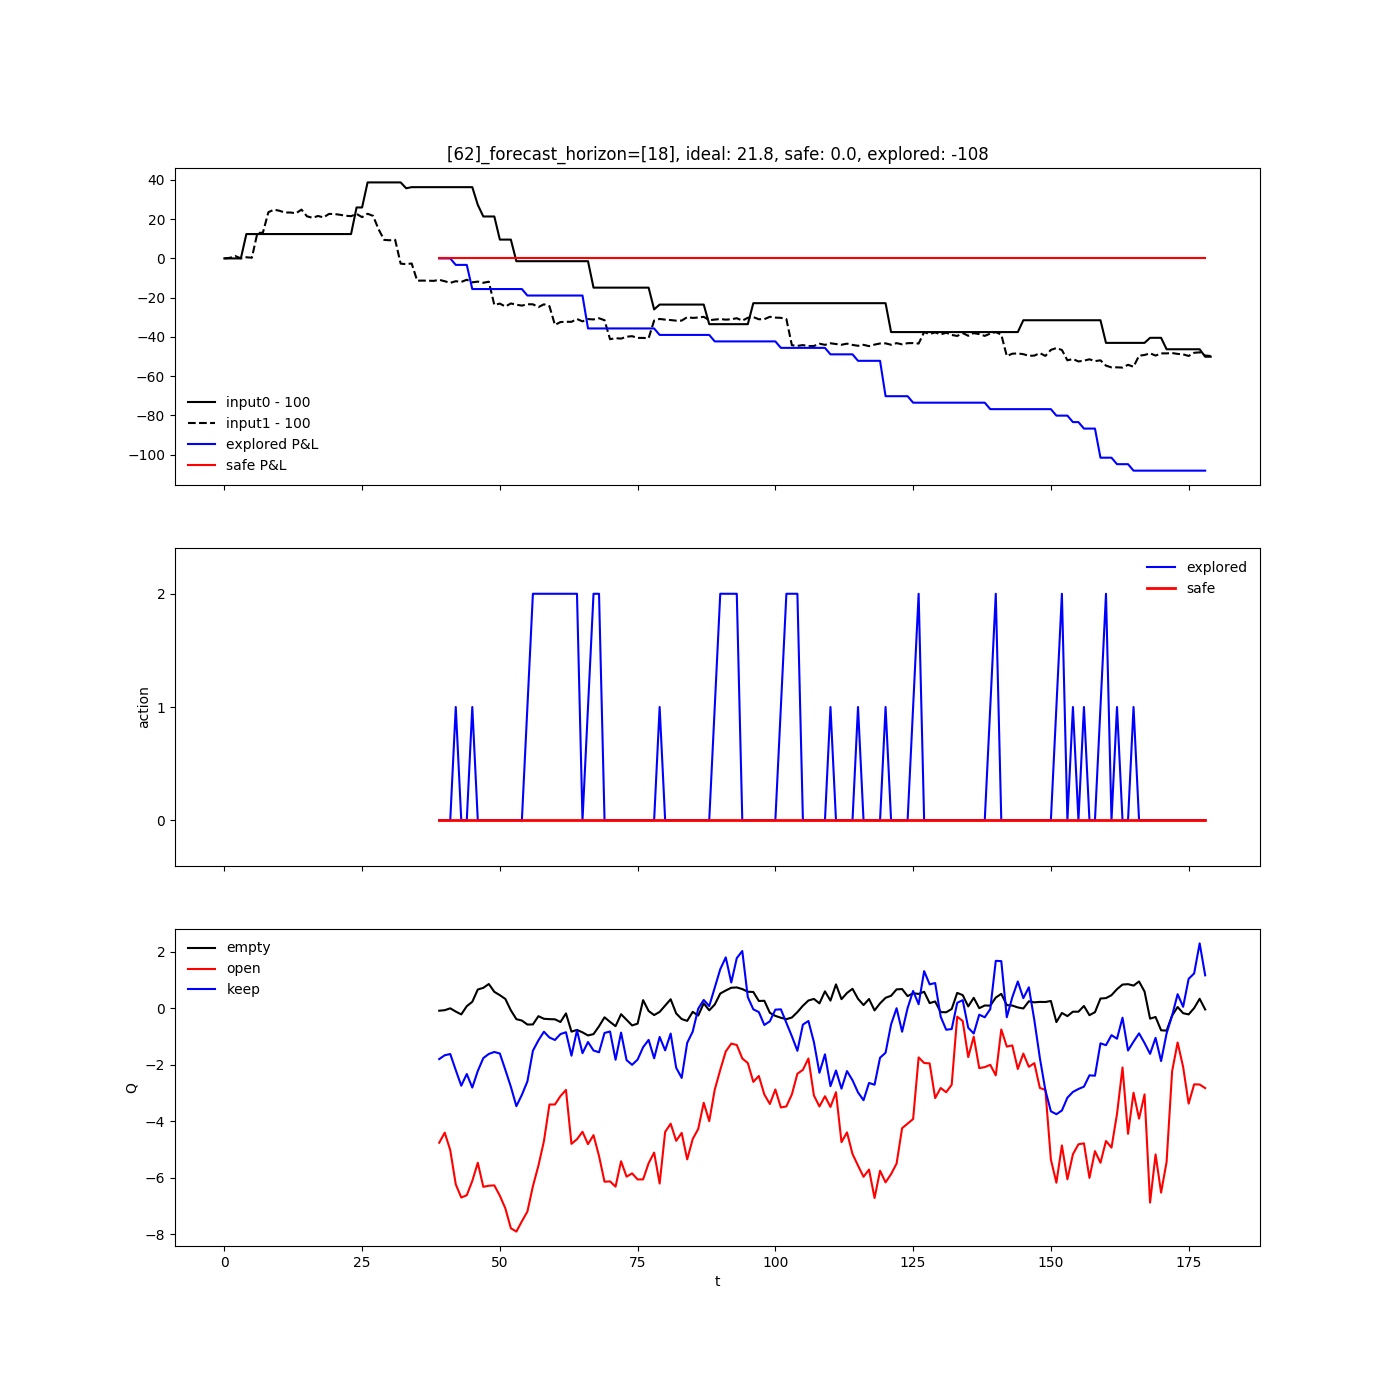 [62]_forecast_horizon=[18], ideal: 21.8, safe: 0.0, explored: -108
40
20
0
−20
−40
−60
−80
−100
input0 - 100
input1 - 100
explored P&L
safe P&L
action
2
1
0
explored
safe
Q
2
0
−2
−4
−6
−8
empty
open
keep
0 25 50 75 100 125 150 175
t